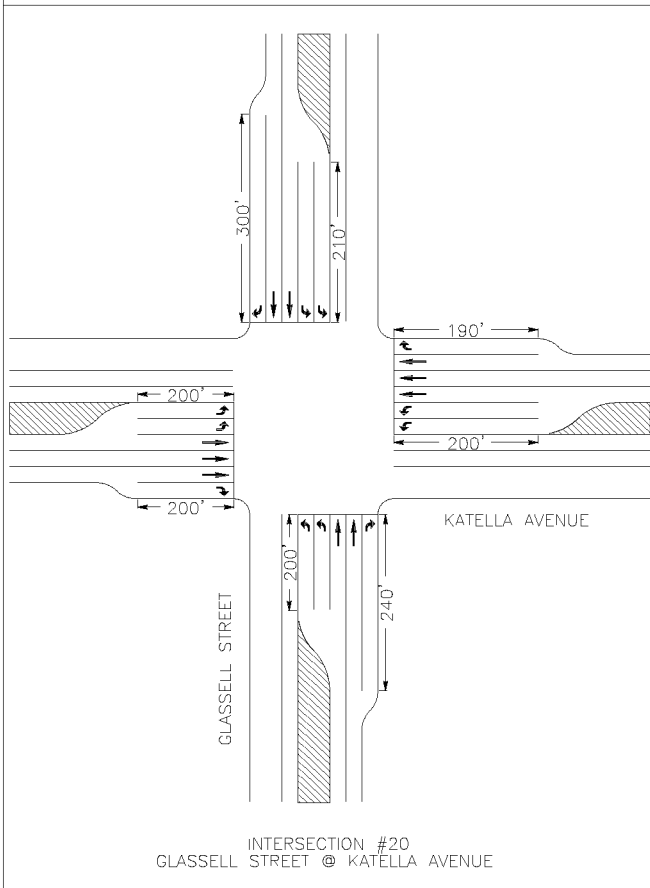 300'
210'
190'
200'
200'
200'
200'
240'
KATELLA AVENUE
GLASSELL STREET
INTERSECTION #20
GLASSELL STREET @ KATELLA AVENUE